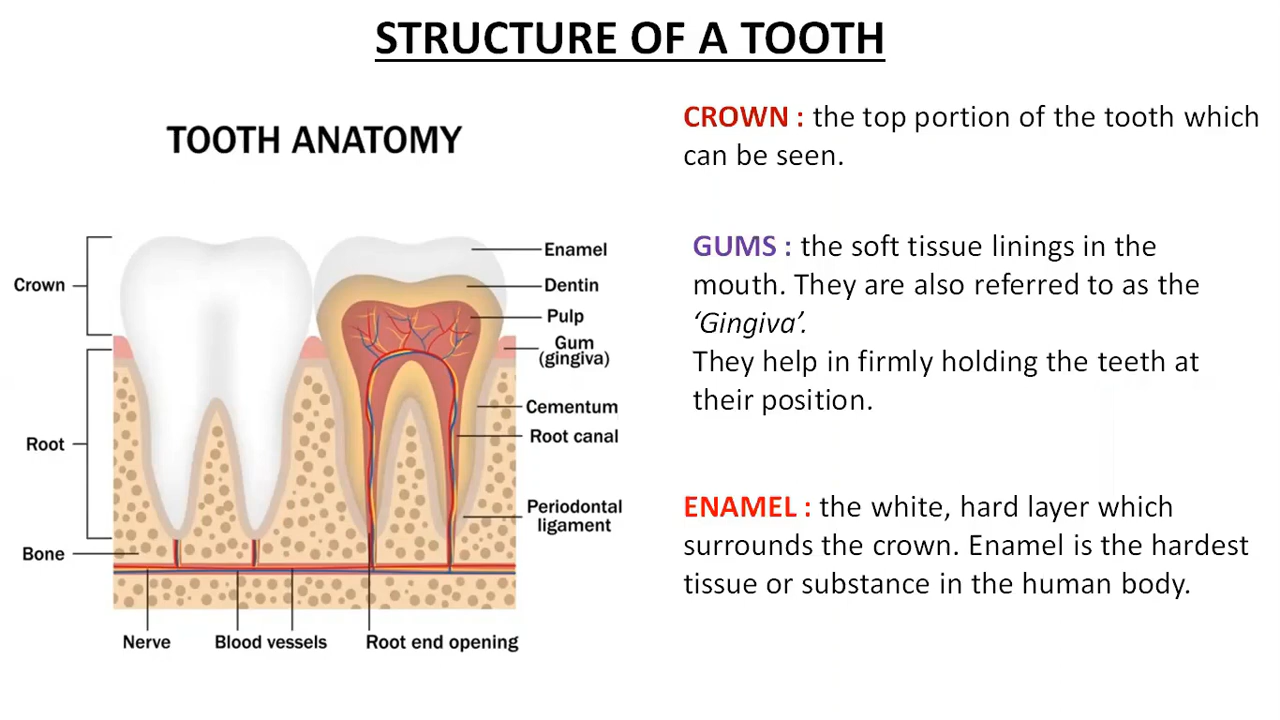 STRUCTURE OF A TOOTH
TOOTH ANATOMY
Crown
Root
Bone
Enamel
Dentin
Pulp
Gum
(gingiva)
Cementum
Root canal
Periodontal
ligament
Nerve
Blood vessels
Root end opening
CROWN : the top portion of the tooth which
can be seen.
GUMS : the soft tissue linings in the
mouth. They are also referred to as the
‘Gingiva’.
They help in firmly holding the teeth at
their position.
ENAMEL : the white, hard layer which
surrounds the crown. Enamel is the hardest
tissue or substance in the human body.